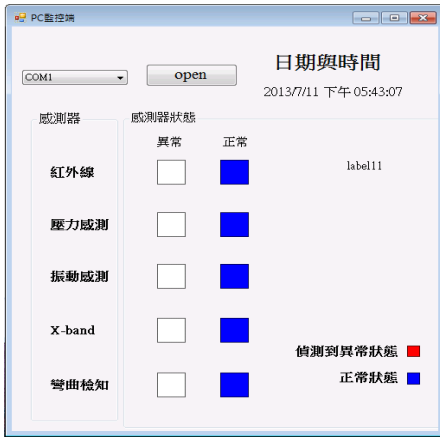 PC監控端
COM1
open
日期與時間
2013/7/11 下午 05:43:07
感測器
感測器狀態
異常 正常
紅外線
label11
壓力感測
振動感測
X-band
偵測到異常狀態
正常狀態
彎曲檢知